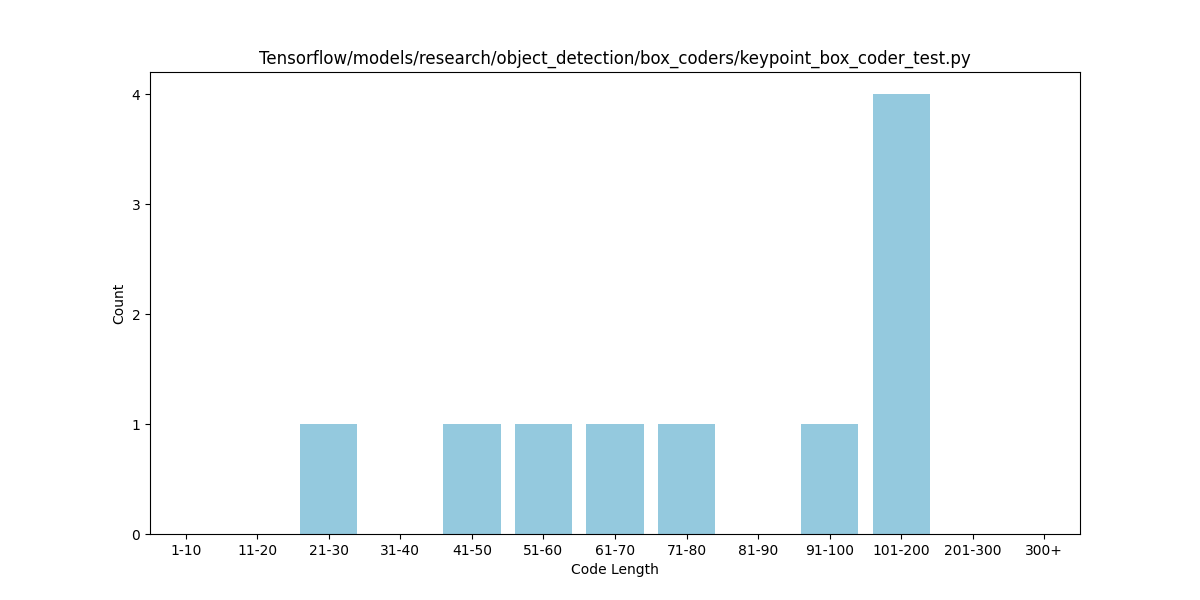 Tensorflow/models/research/object_detection/box_coders/keypoint_box_coder_test.py
4
3
2
1
0
Count
1-10 11-20 21-30 31-40 41-50 51-60 61-70 71-80 81-90 91-100 101-200 201-300 300+
Code Length